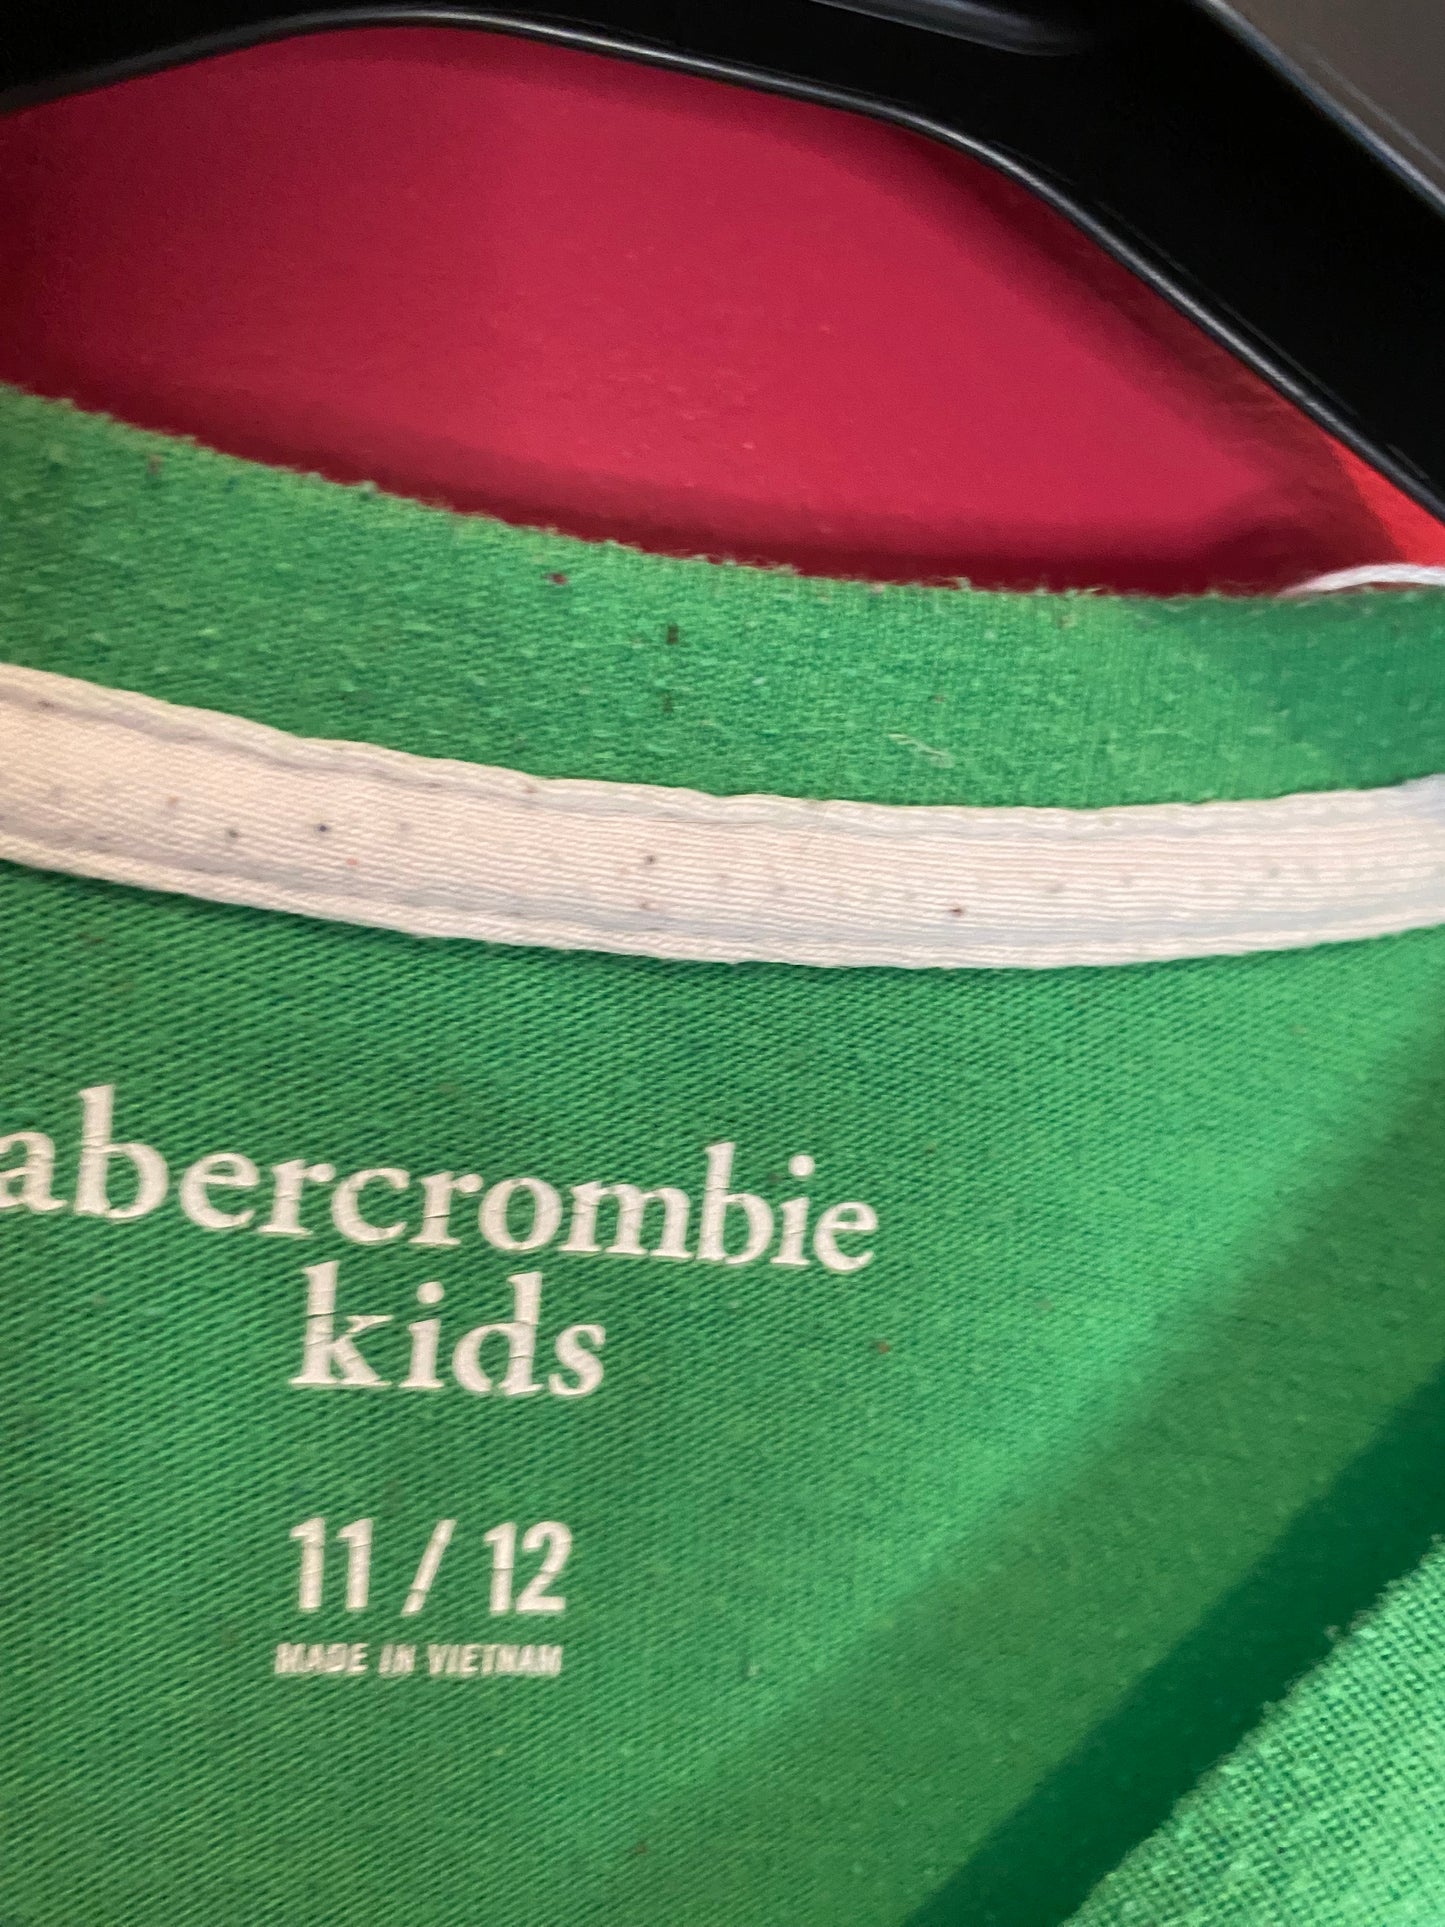 abercrombie
kids
11 / 12
MADE IN VIETNAM